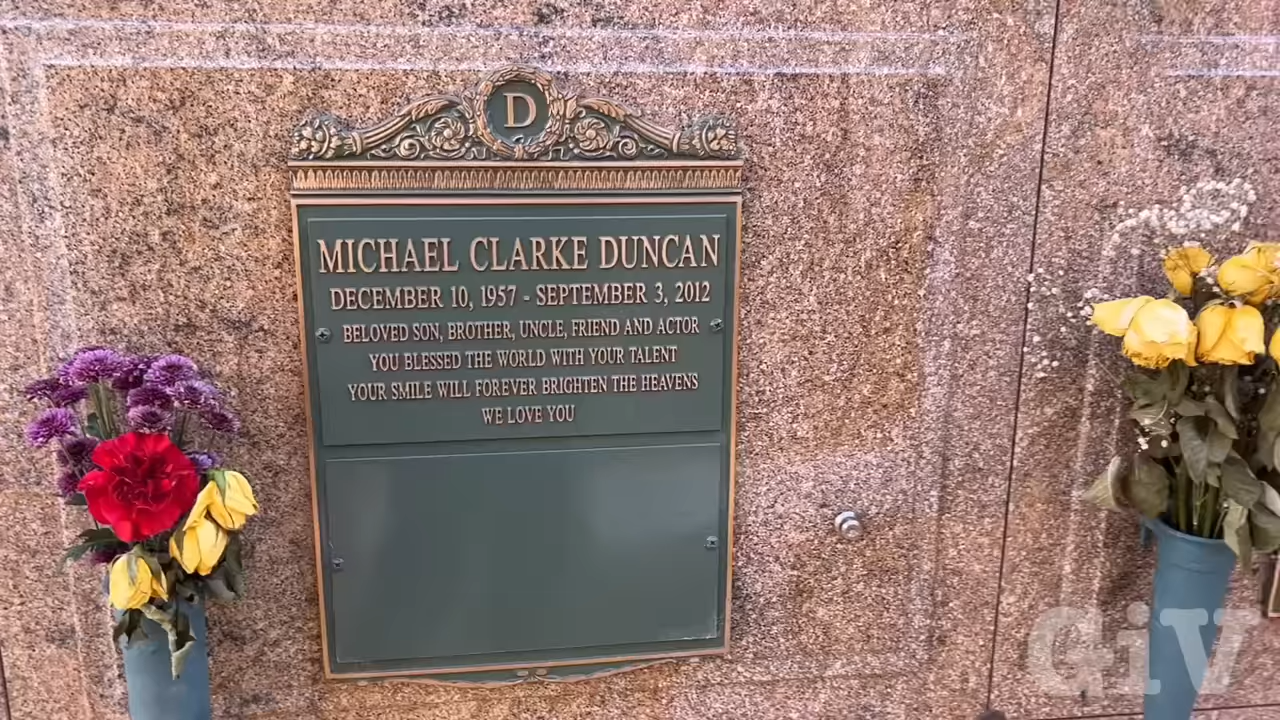 D
MICHAEL CLARKE DUNCAN
DECEMBER 10, 1957 - SEPTEMBER 3, 2012
BELOVED SON, BROTHER, UNCLE, FRIEND AND ACTOR
YOU BLESSED THE WORLD WITH YOUR TALENT
YOUR SMILE WILL FOREVER BRIGHTEN THE HEAVENS
WE LOVE YOU
GiV